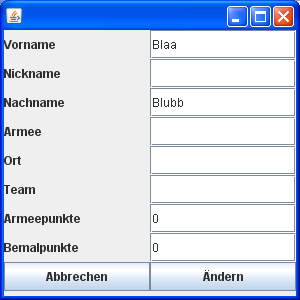 Vorname Blaa
Nickname
Nachname Blubb
Armee
Ort
Team
Armeepunkte 0
Bemalpunkte 0
Abbrechen Ändern